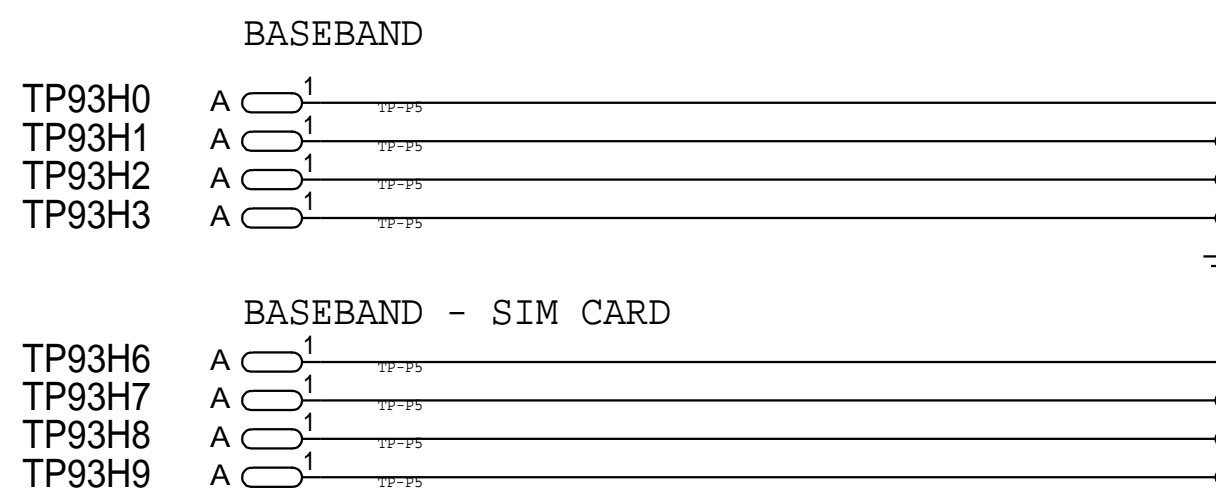 BASEBAND
TP93H0 A 1 TP-P5
TP93H1 A 1 TP-P5
TP93H2 A 1 TP-P5
TP93H3 A 1 TP-P5
BASEBAND - SIM CARD
TP93H6 A 1 TP-P5
TP93H7 A 1 TP-P5
TP93H8 A 1 TP-P5
TP93H9 A 1 TP-P5